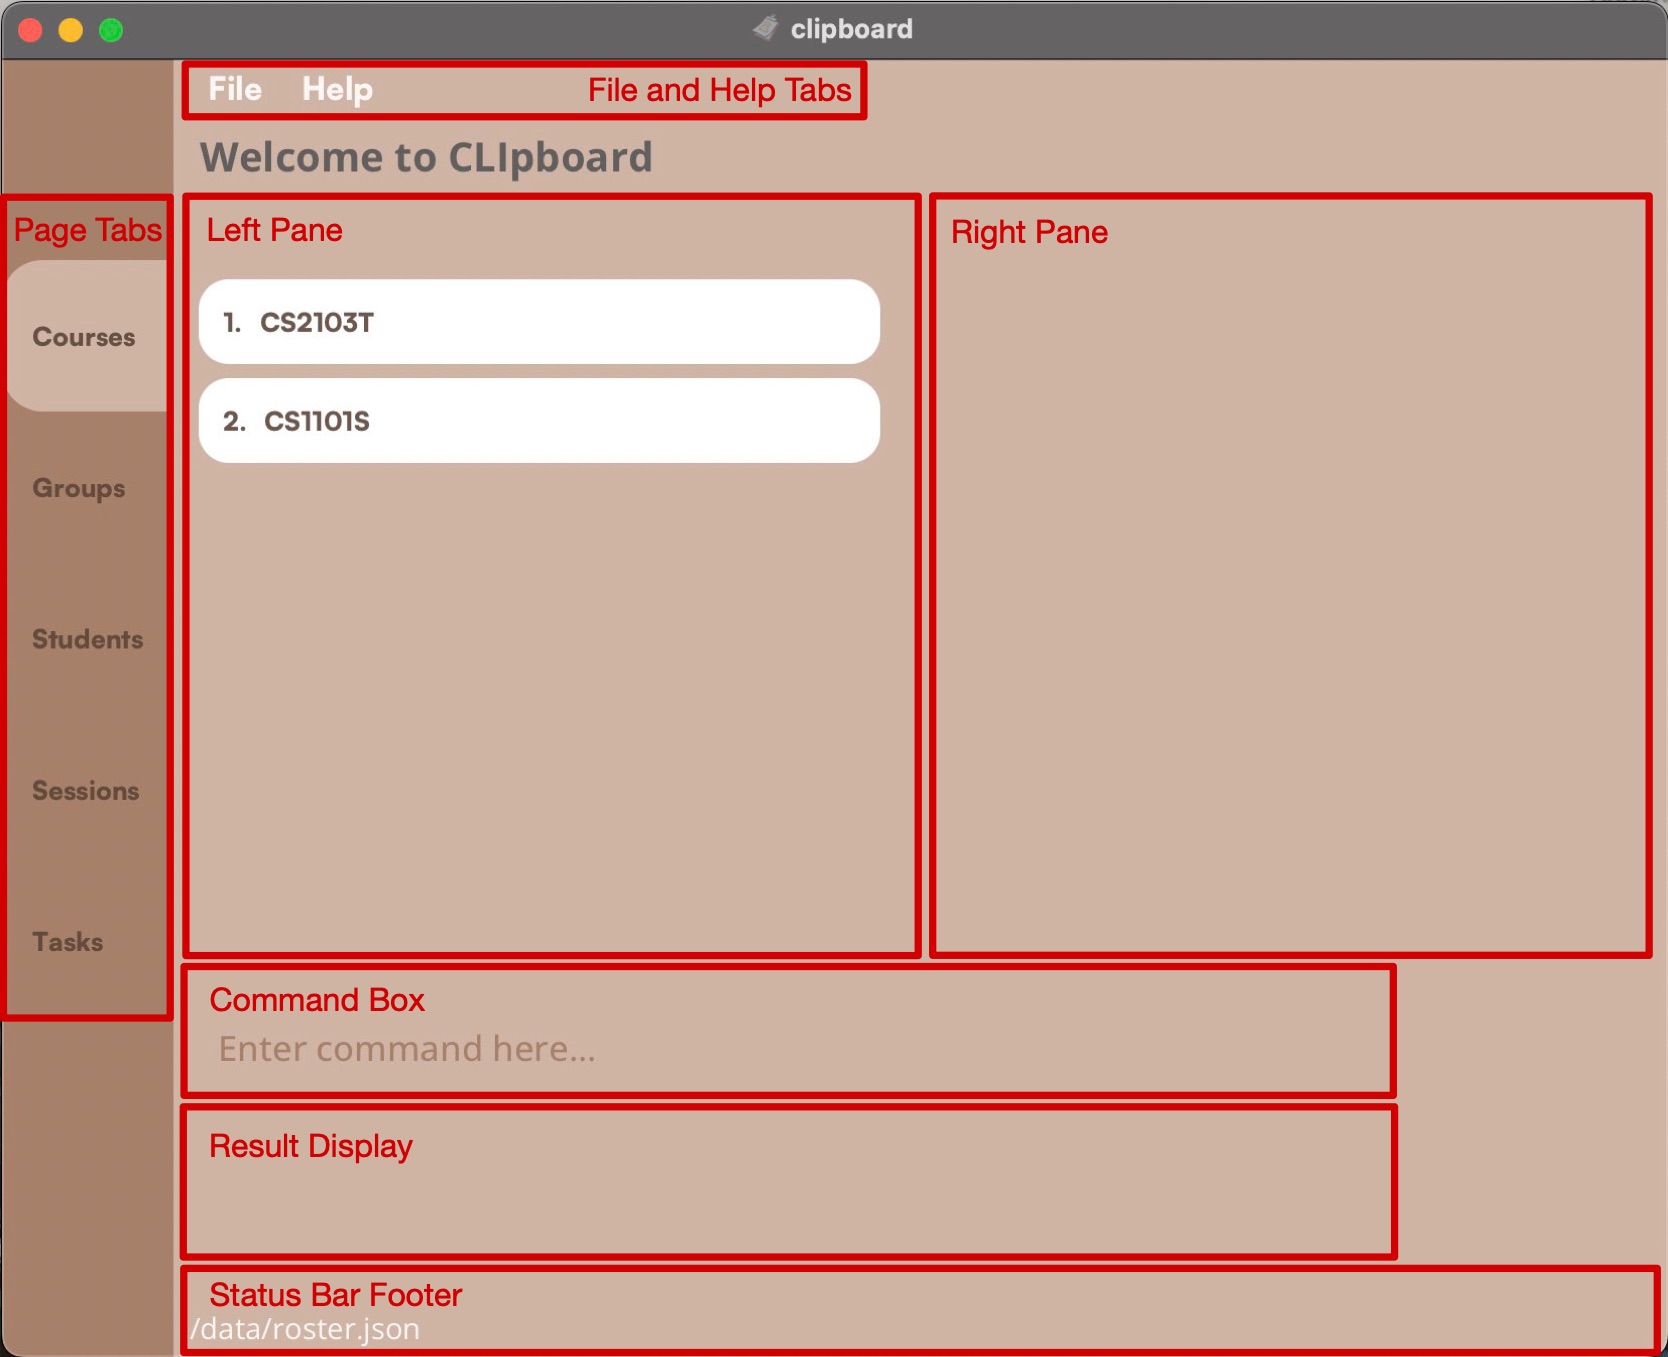 clipboard
File Help File and Help Tabs
Welcome to CLIpboard
Page Tabs
Courses
Groups
Students
Sessions
Tasks
Left Pane
1. CS2103T
2. CS1101S
Right Pane
Command Box
Enter command here...
Result Display
Status Bar Footer
/data/roster.json